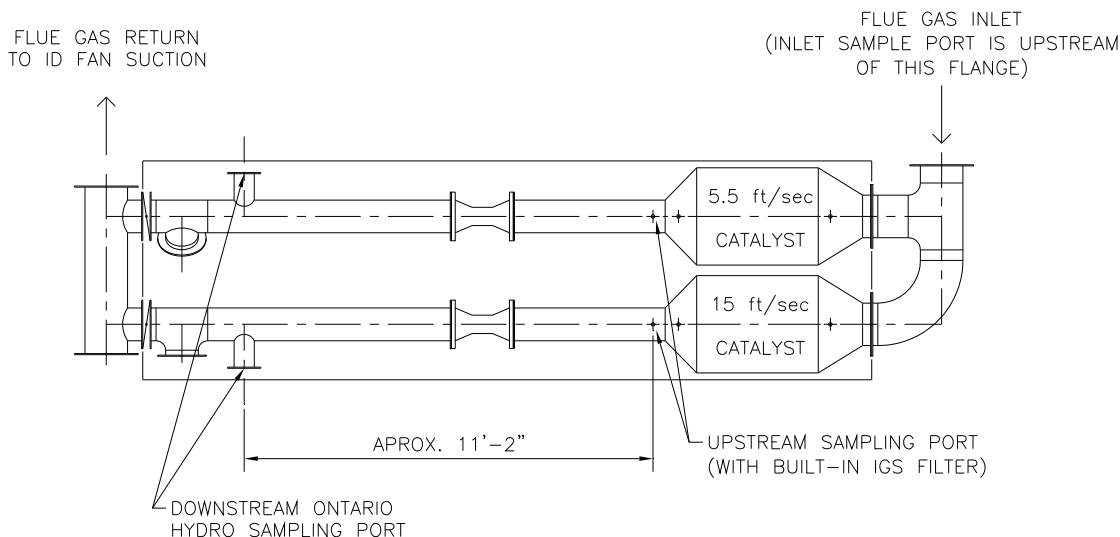 FLUE GAS RETURN
TO ID FAN SUCTION
FLUE GAS INLET
(INLET SAMPLE PORT IS UPSTREAM
OF THIS FLANGE)
5.5 ft/sec
CATALYST
15 ft/sec
CATALYST
APROX. 11'-2"
UPSTREAM SAMPLING PORT
(WITH BUILT-IN IGS FILTER)
DOWNSTREAM ONTARIO
HYDRO SAMPLING PORT